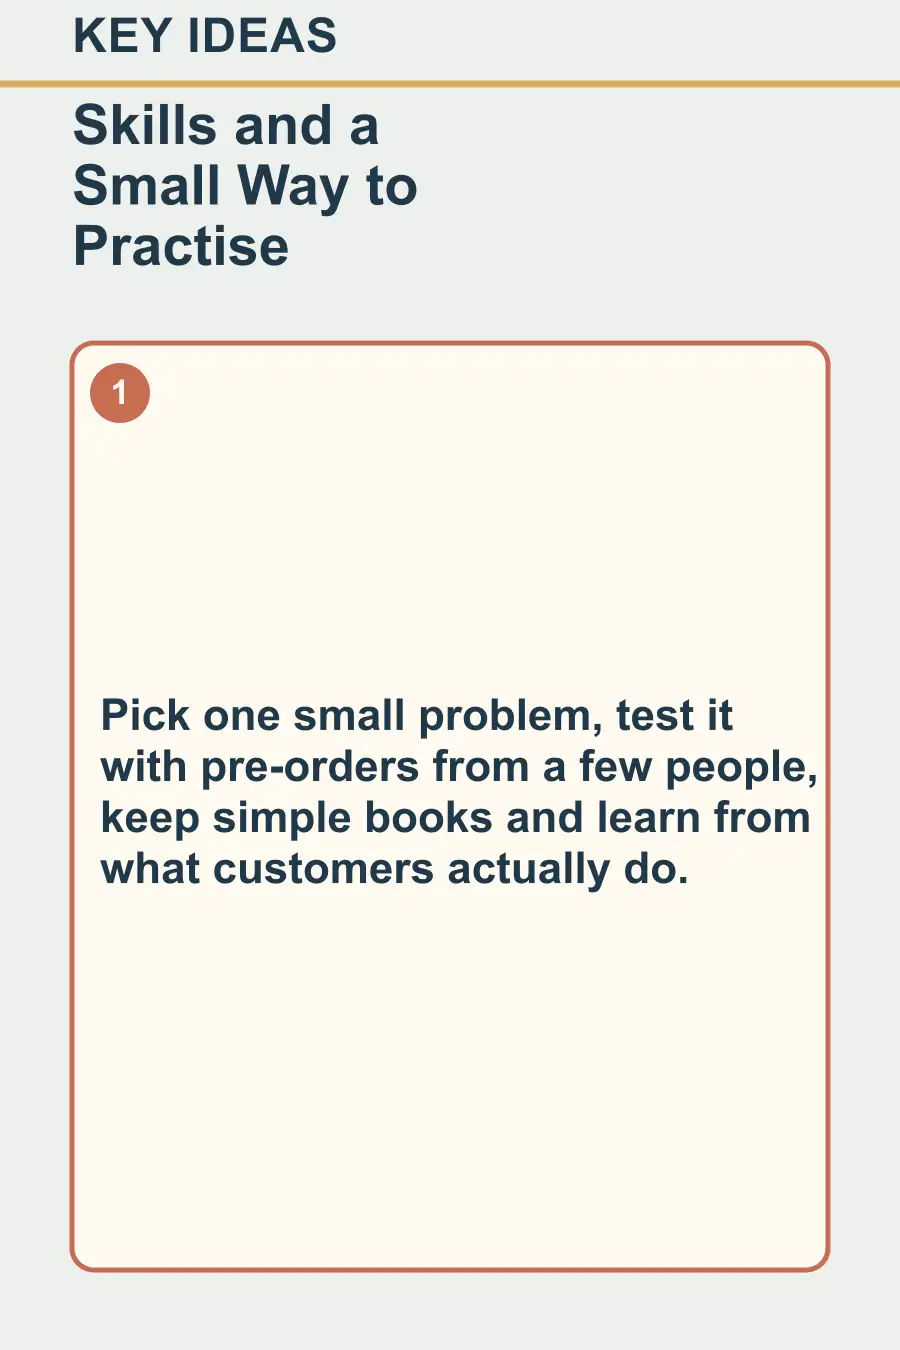 KEY IDEAS
Skills and a
Small Way to
Practise
1
Pick one small problem, test it
with pre-orders from a few people,
keep simple books and learn from
what customers actually do.